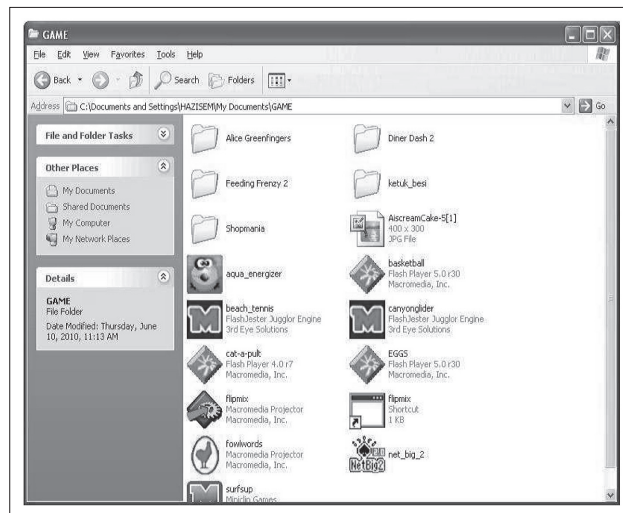 GAME
File Edit View Favorites Tools Help
Back Search Folders
Address C:\Documents and Settings\HAZISEM\My Documents\GAME Go
File and Folder Tasks
Other Places
My Documents
Shared Documents
My Computer
My Network Places
Details
GAME
File Folder
Date Modified: Thursday, June
10, 2010, 11:13 AM
Alice Greenfingers
Diner Dash 2
Feeding Frenzy 2
ketuk_besi
Shopmania
AiscreamCake-S[1]
400 x 300
JPG File
aqua_energizer
basketball
Flash Player 5.0 r30
Macromedia, Inc.
beach_tennis
FlashJester Jugglor Engine
3rd Eye Solutions
canyonglider
FlashJester Jugglor Engine
3rd Eye Solutions
cat-a-pult
Flash Player 4.0 r7
Macromedia, Inc.
EGGS
Flash Player 5.0 r30
Macromedia, Inc.
flipmix
Macromedia Projector
Macromedia, Inc.
flipmix
Shortcut
1 KB
fowlwords
Macromedia Projector
Macromedia, Inc.
NetBig2
net_big_2
surfsup
Miniclip Games